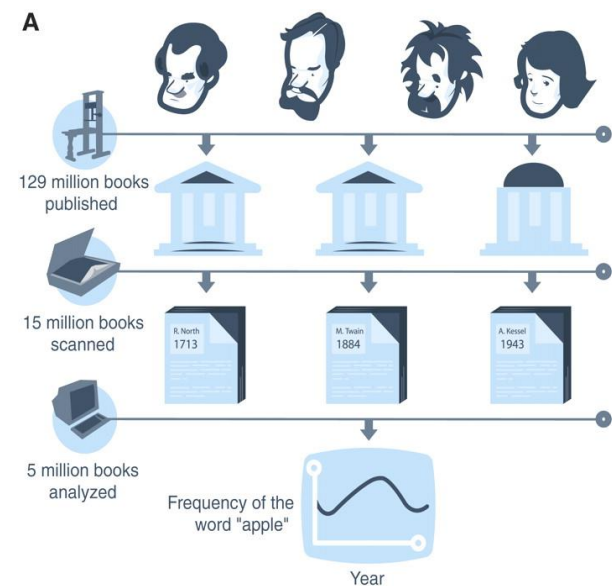 A
129 million books
published
15 million books
scanned
R. North
1713
M. Twain
1884
A. Kessel
1943
5 million books
analyzed
Frequency of the
word "apple"
Year